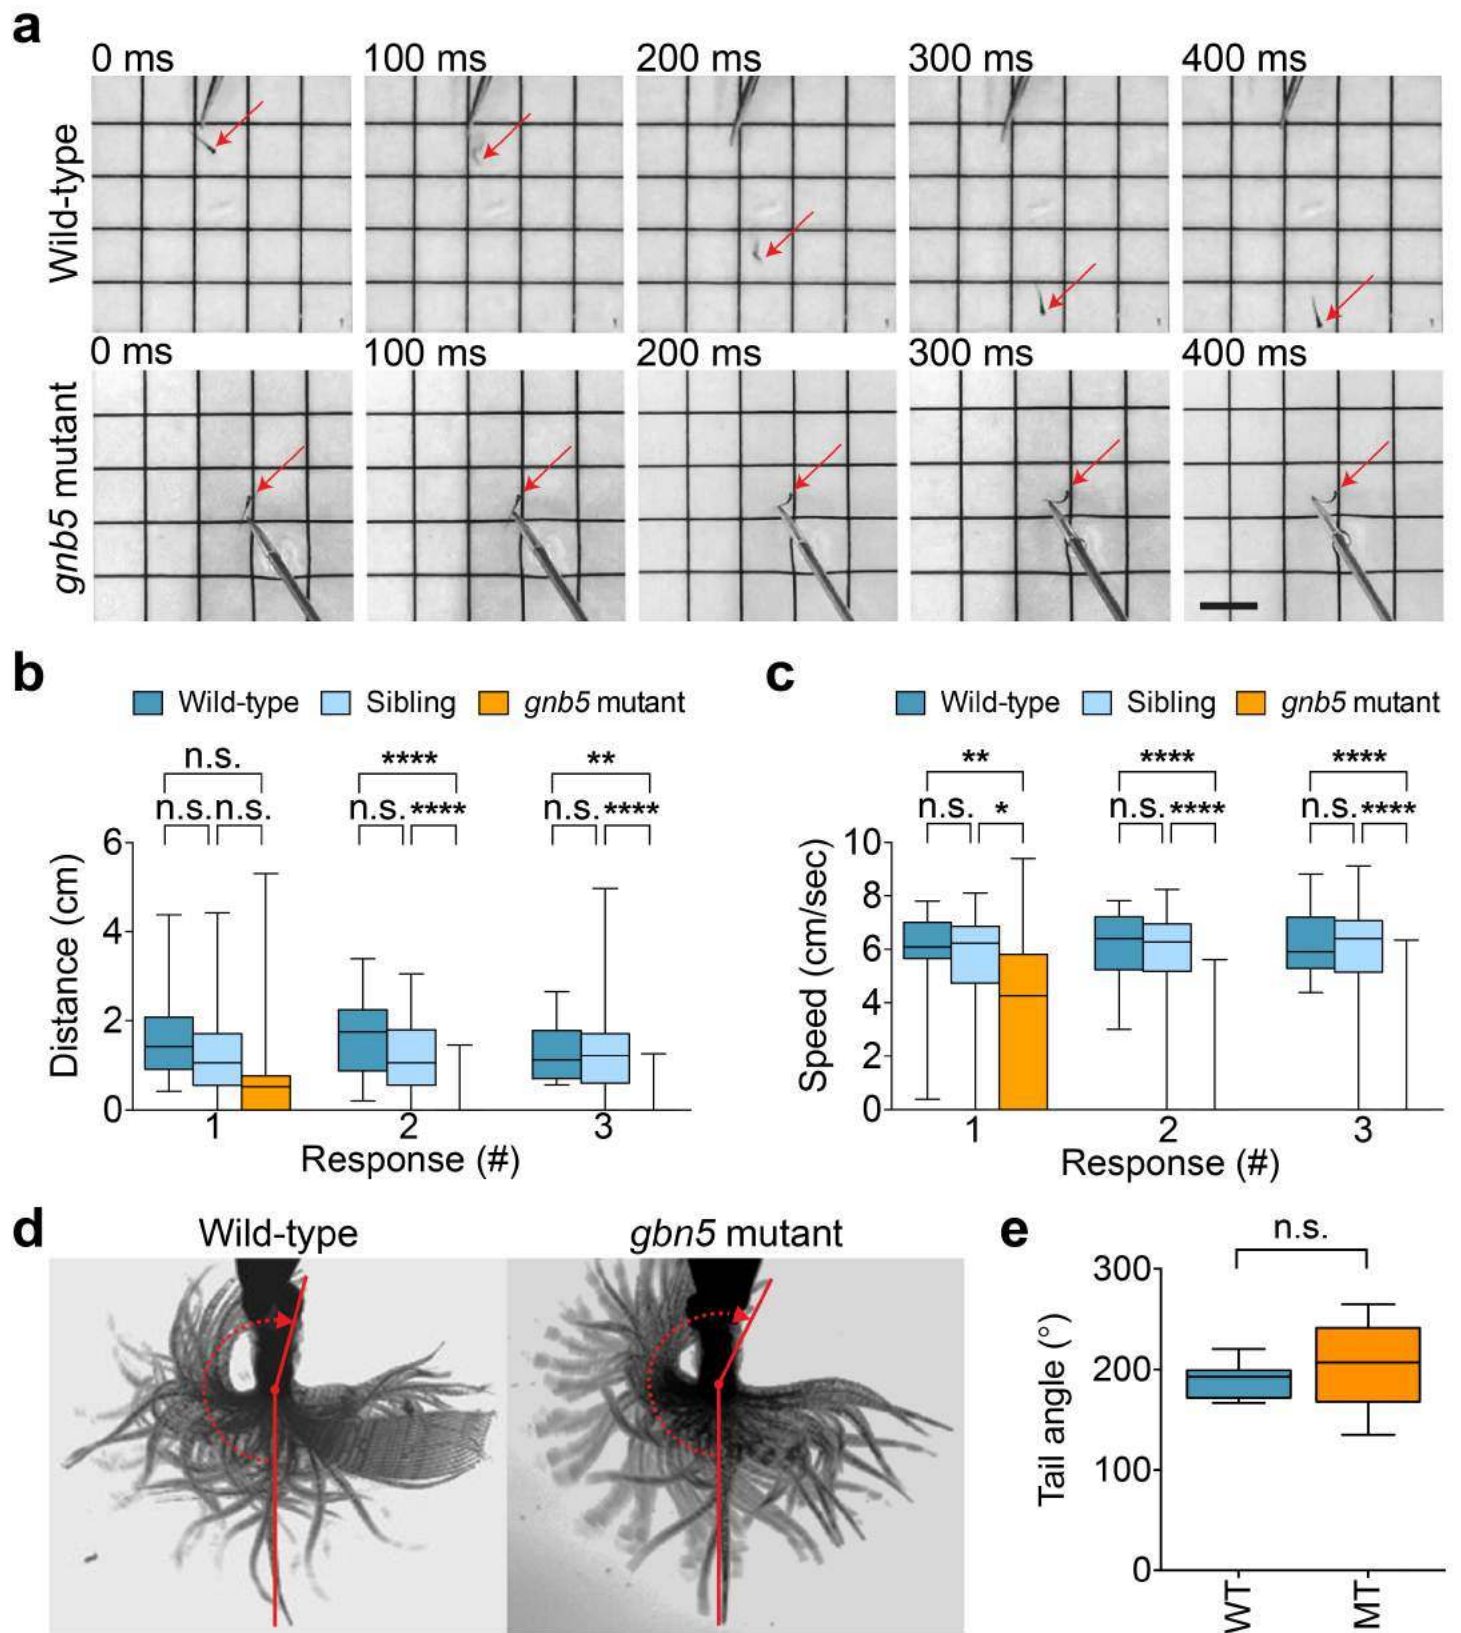 a
0 ms 100 ms 200 ms 300 ms 400 ms
Wild-type
0 ms 100 ms 200 ms 300 ms 400 ms
gnb5 mutant
b
Wild-type Sibling gnb5 mutant
n.s. **** **
n.s. n.s. n.s. **** n.s. ****
Distance (cm)
6
4
2
0
1 2 3
Response (#)
c
Wild-type Sibling gnb5 mutant
** **** ****
n.s. * n.s. **** n.s. ****
Speed (cm/sec)
10
8
6
4
2
0
1 2 3
Response (#)
d
Wild-type gbn5 mutant
e
n.s.
Tail angle (°)
300
200
100
0
WT MT